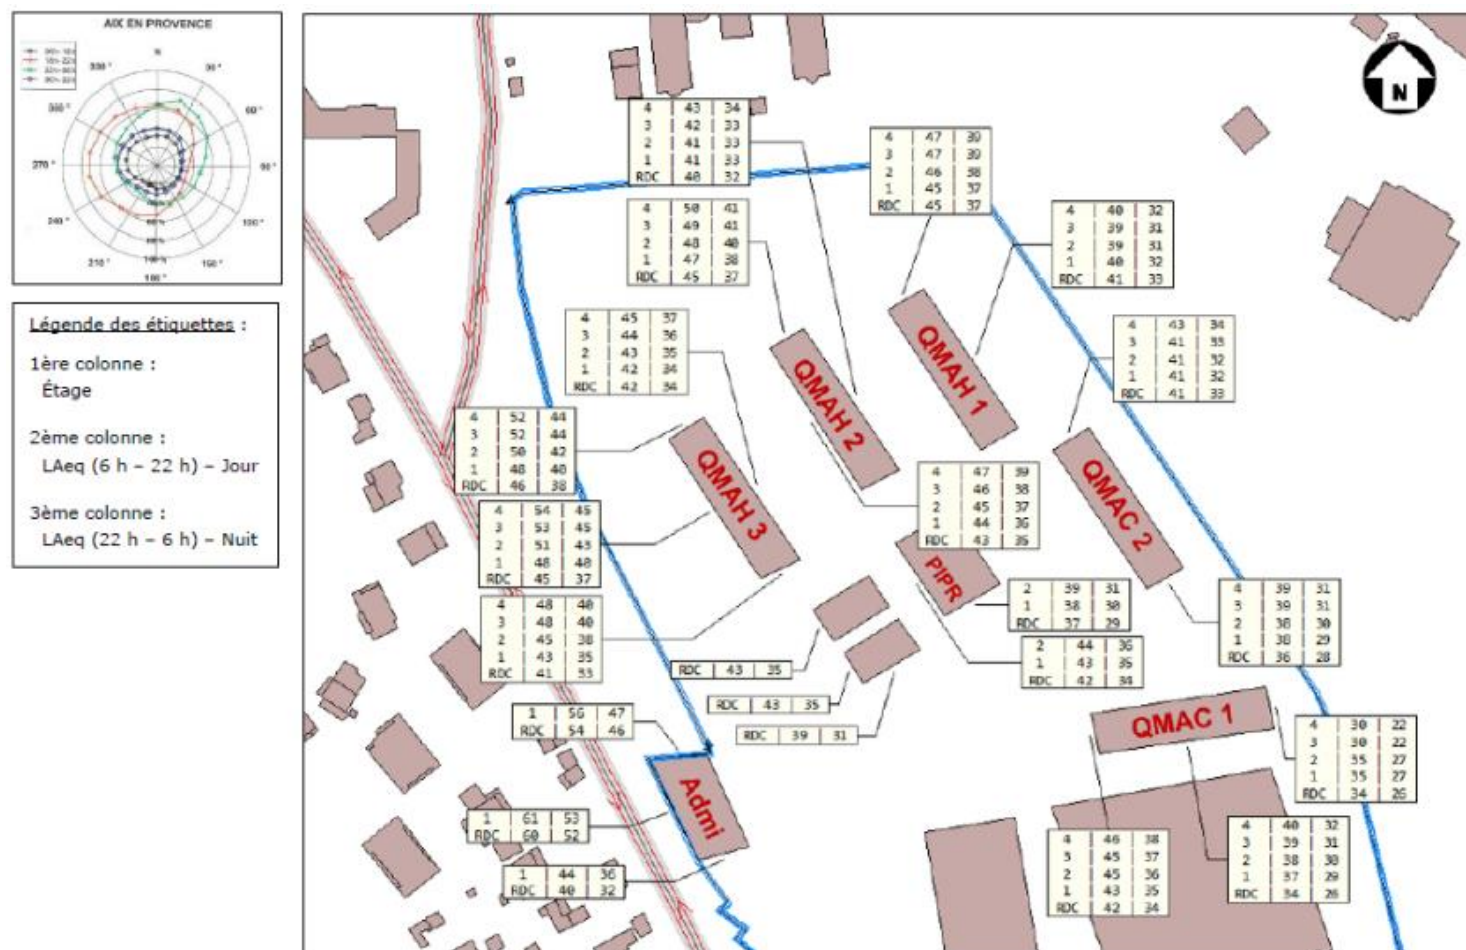 AIX EN PROVENCE
N
Légende des étiquettes :
1ère colonne :
Étage
2ème colonne :
LAeq (6 h – 22 h) – Jour
3ème colonne :
LAeq (22 h – 6 h) – Nuit
N
4 | 43 | 34
3 | 42 | 33
2 | 41 | 33
1 | 41 | 33
RDC | 40 | 32
4 | 47 | 39
3 | 47 | 39
2 | 46 | 38
1 | 45 | 37
RDC | 45 | 37
4 | 50 | 41
3 | 49 | 41
2 | 48 | 40
1 | 47 | 38
RDC | 45 | 37
4 | 40 | 32
3 | 39 | 31
2 | 39 | 31
1 | 40 | 32
RDC | 41 | 33
4 | 45 | 37
3 | 44 | 36
2 | 43 | 35
1 | 42 | 34
RDC | 42 | 34
4 | 43 | 34
3 | 41 | 33
2 | 41 | 32
1 | 41 | 32
RDC | 41 | 33
QMAH 1
QMAH 2
QMAH 3
QMAC 2
4 | 52 | 44
3 | 52 | 44
2 | 50 | 42
1 | 48 | 40
RDC | 46 | 38
4 | 47 | 39
3 | 46 | 38
2 | 45 | 37
1 | 44 | 36
RDC | 43 | 35
4 | 54 | 45
3 | 53 | 45
2 | 51 | 43
1 | 48 | 40
RDC | 45 | 37
PIPR
2 | 39 | 31
1 | 38 | 30
RDC | 37 | 29
4 | 39 | 31
3 | 39 | 31
2 | 38 | 30
1 | 38 | 29
RDC | 36 | 28
4 | 48 | 40
3 | 48 | 40
2 | 45 | 38
1 | 43 | 35
RDC | 41 | 33
2 | 44 | 36
1 | 43 | 35
RDC | 42 | 34
RDC | 43 | 35
RDC | 43 | 35
RDC | 39 | 31
1 | 56 | 47
RDC | 54 | 46
QMAC 1
4 | 30 | 22
3 | 30 | 22
2 | 35 | 27
1 | 35 | 27
RDC | 34 | 26
Admi
1 | 61 | 53
RDC | 60 | 52
4 | 46 | 38
3 | 45 | 37
2 | 45 | 36
1 | 43 | 35
RDC | 42 | 34
4 | 40 | 32
3 | 39 | 31
2 | 38 | 30
1 | 37 | 29
RDC | 34 | 26
1 | 44 | 36
RDC | 40 | 32